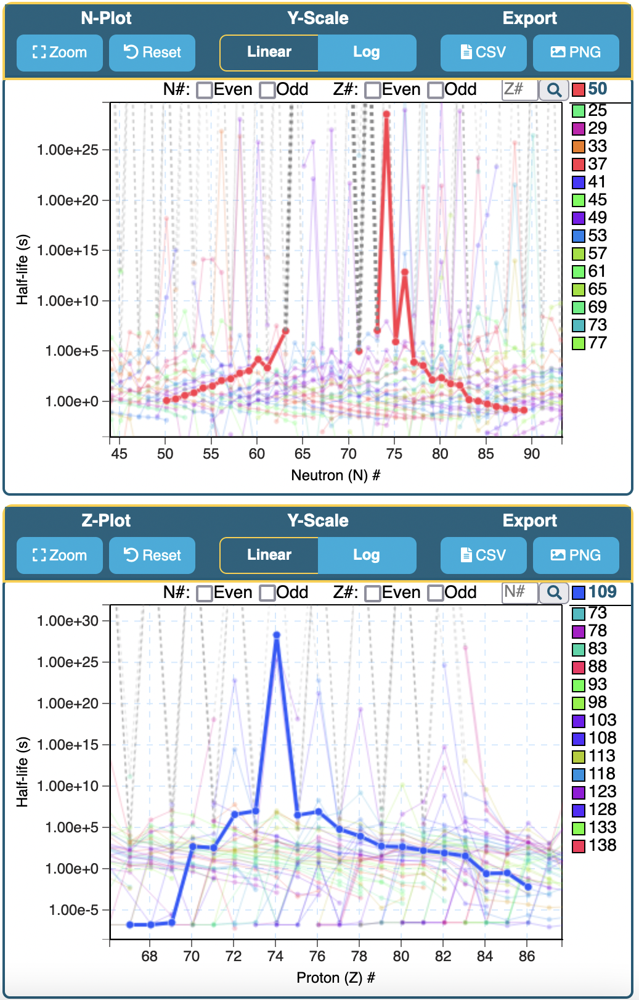 N-Plot Y-Scale Export
Zoom Reset Linear Log CSV PNG
N#: Even Odd Z#: Even Odd Z# 50
25
29
33
37
41
45
49
53
57
61
65
69
73
77
1.00e+25
1.00e+20
1.00e+15
1.00e+10
1.00e+5
1.00e+0
Half-life (s)
45 50 55 60 65 70 75 80 85 90
Neutron (N) #
Z-Plot Y-Scale Export
Zoom Reset Linear Log CSV PNG
N#: Even Odd Z#: Even Odd N# 109
73
78
83
88
93
98
103
108
113
118
123
128
133
138
1.00e+30
1.00e+25
1.00e+20
1.00e+15
1.00e+10
1.00e+5
1.00e+0
1.00e-5
Half-life (s)
68 70 72 74 76 78 80 82 84 86
Proton (Z) #